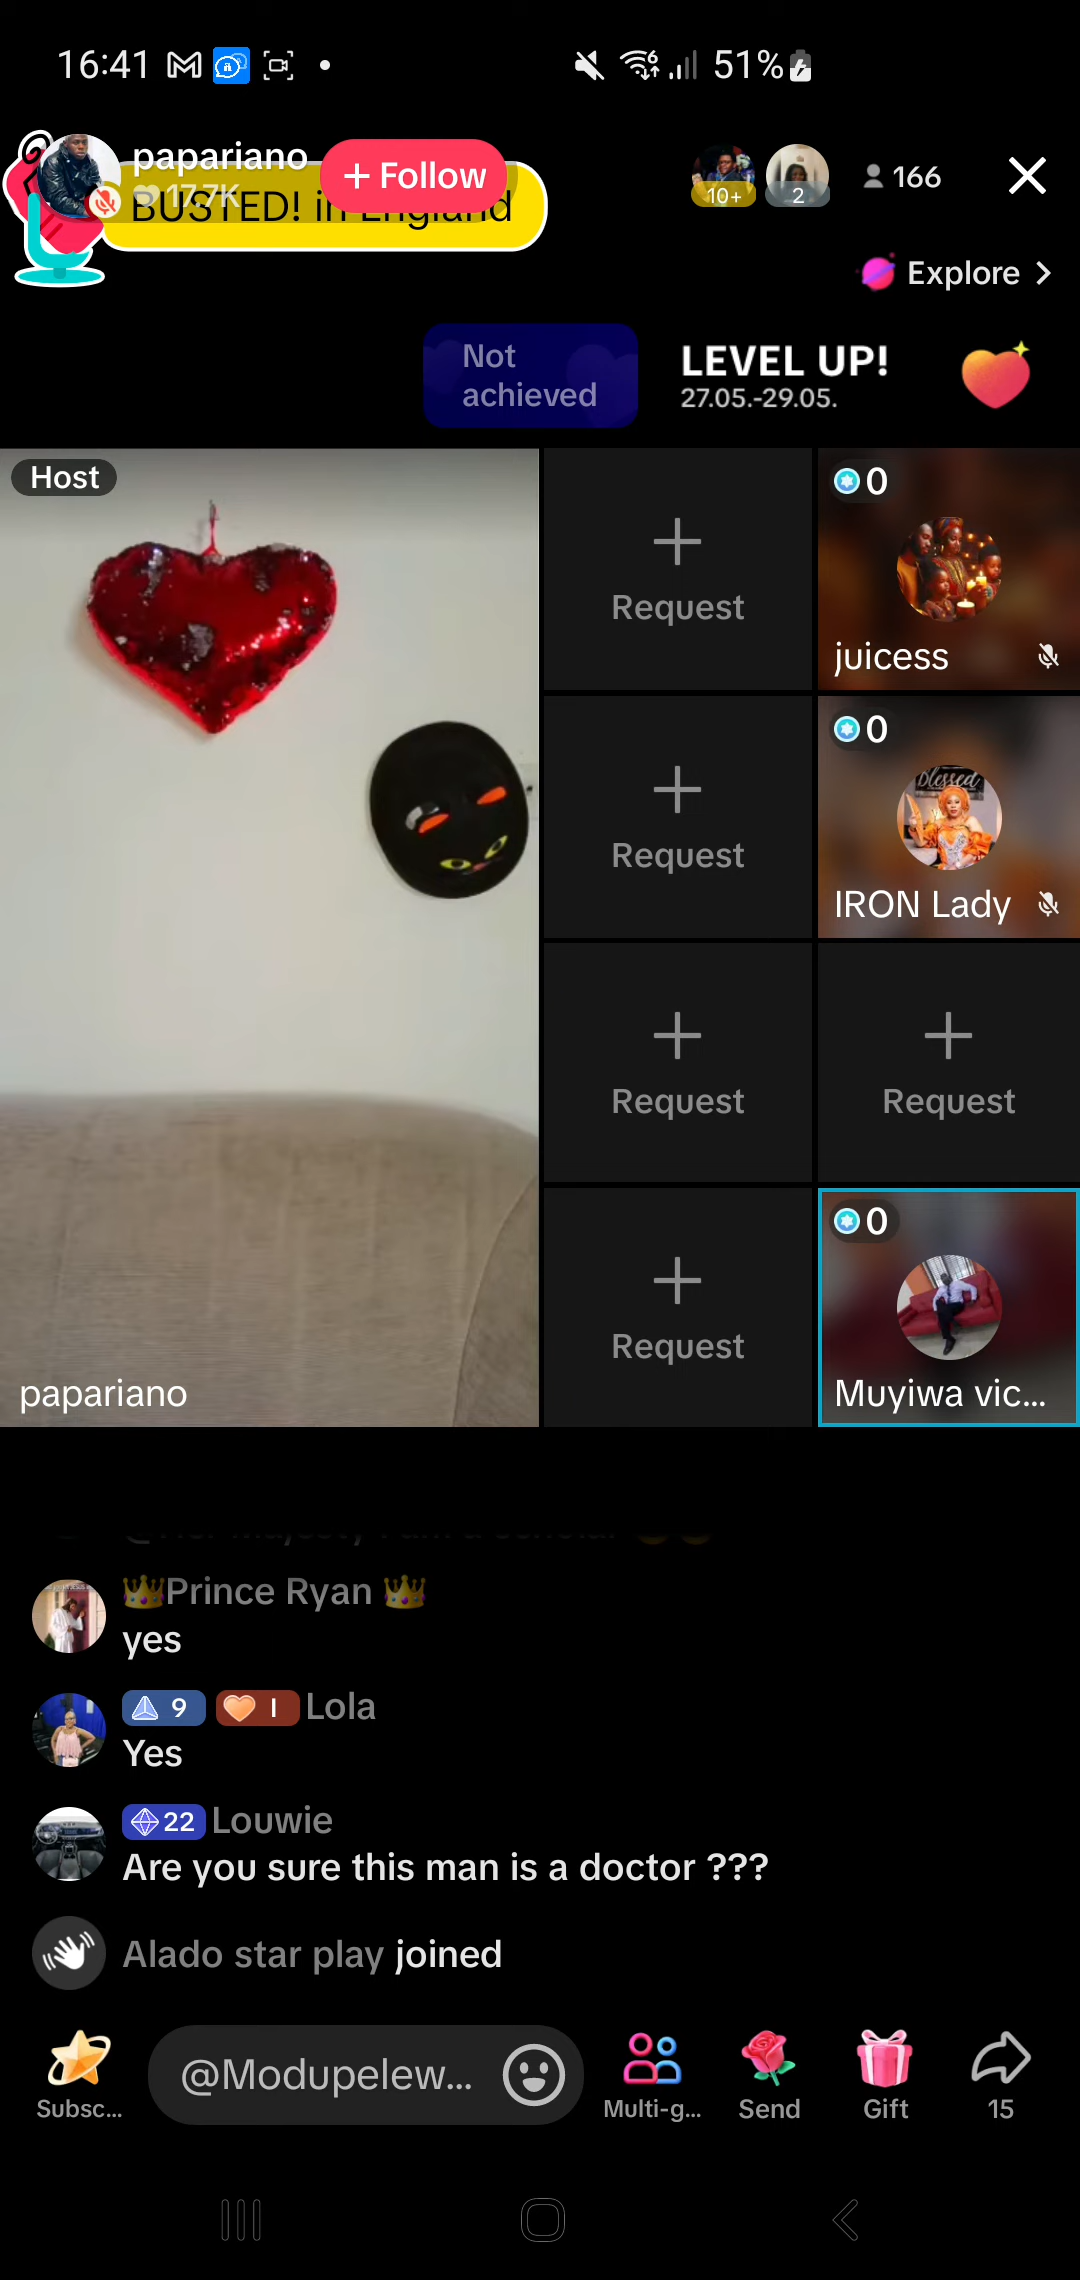 16:41 51%
papariano
+ Follow
17.7K
BUSTED! in England
10+
2
166
Explore >
Not
achieved
LEVEL UP!
27.05.-29.05.
Host
0
Request
juicess
0
Request
IRON Lady
Request
Request
0
Request
papariano
Muyiwa vic...
👑Prince Ryan 👑
yes
9 I Lola
Yes
22 Louwie
Are you sure this man is a doctor ???
Alado star play joined
@Modupelew...
Subsc...
Multi-g...
Send
Gift
15